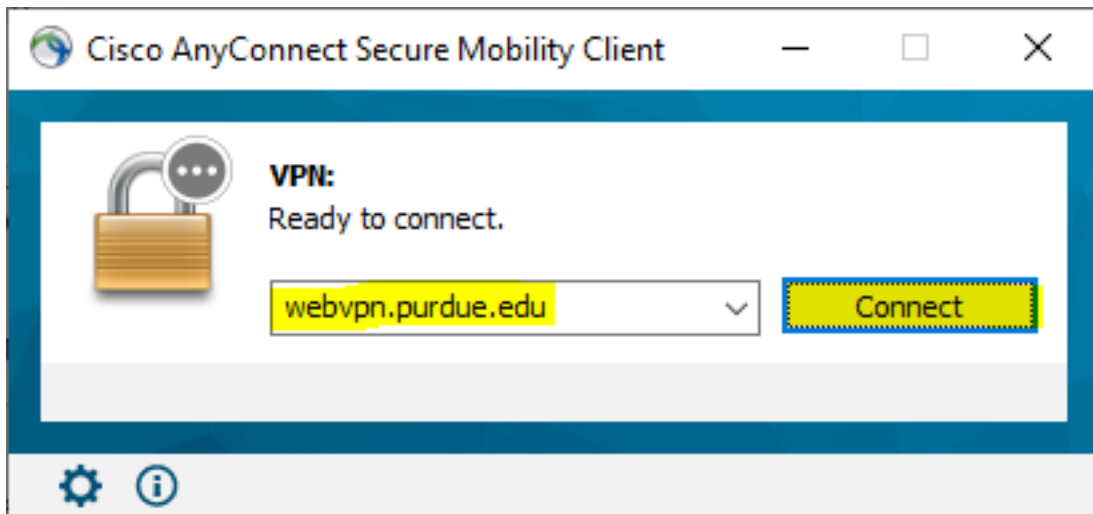 Cisco AnyConnect Secure Mobility Client
VPN:
Ready to connect.
webvpn.purdue.edu
Connect